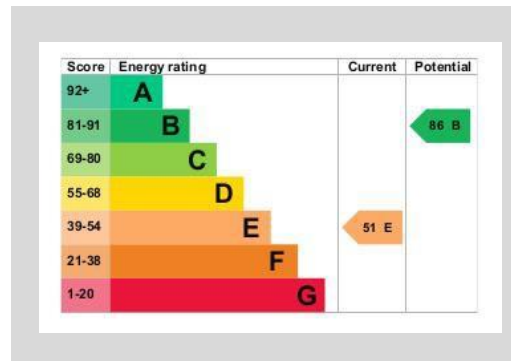 Score Energy rating Current Potential
92+ A
81-91 B 86 B
69-80 C
55-68 D
39-54 E 51 E
21-38 F
1-20 G